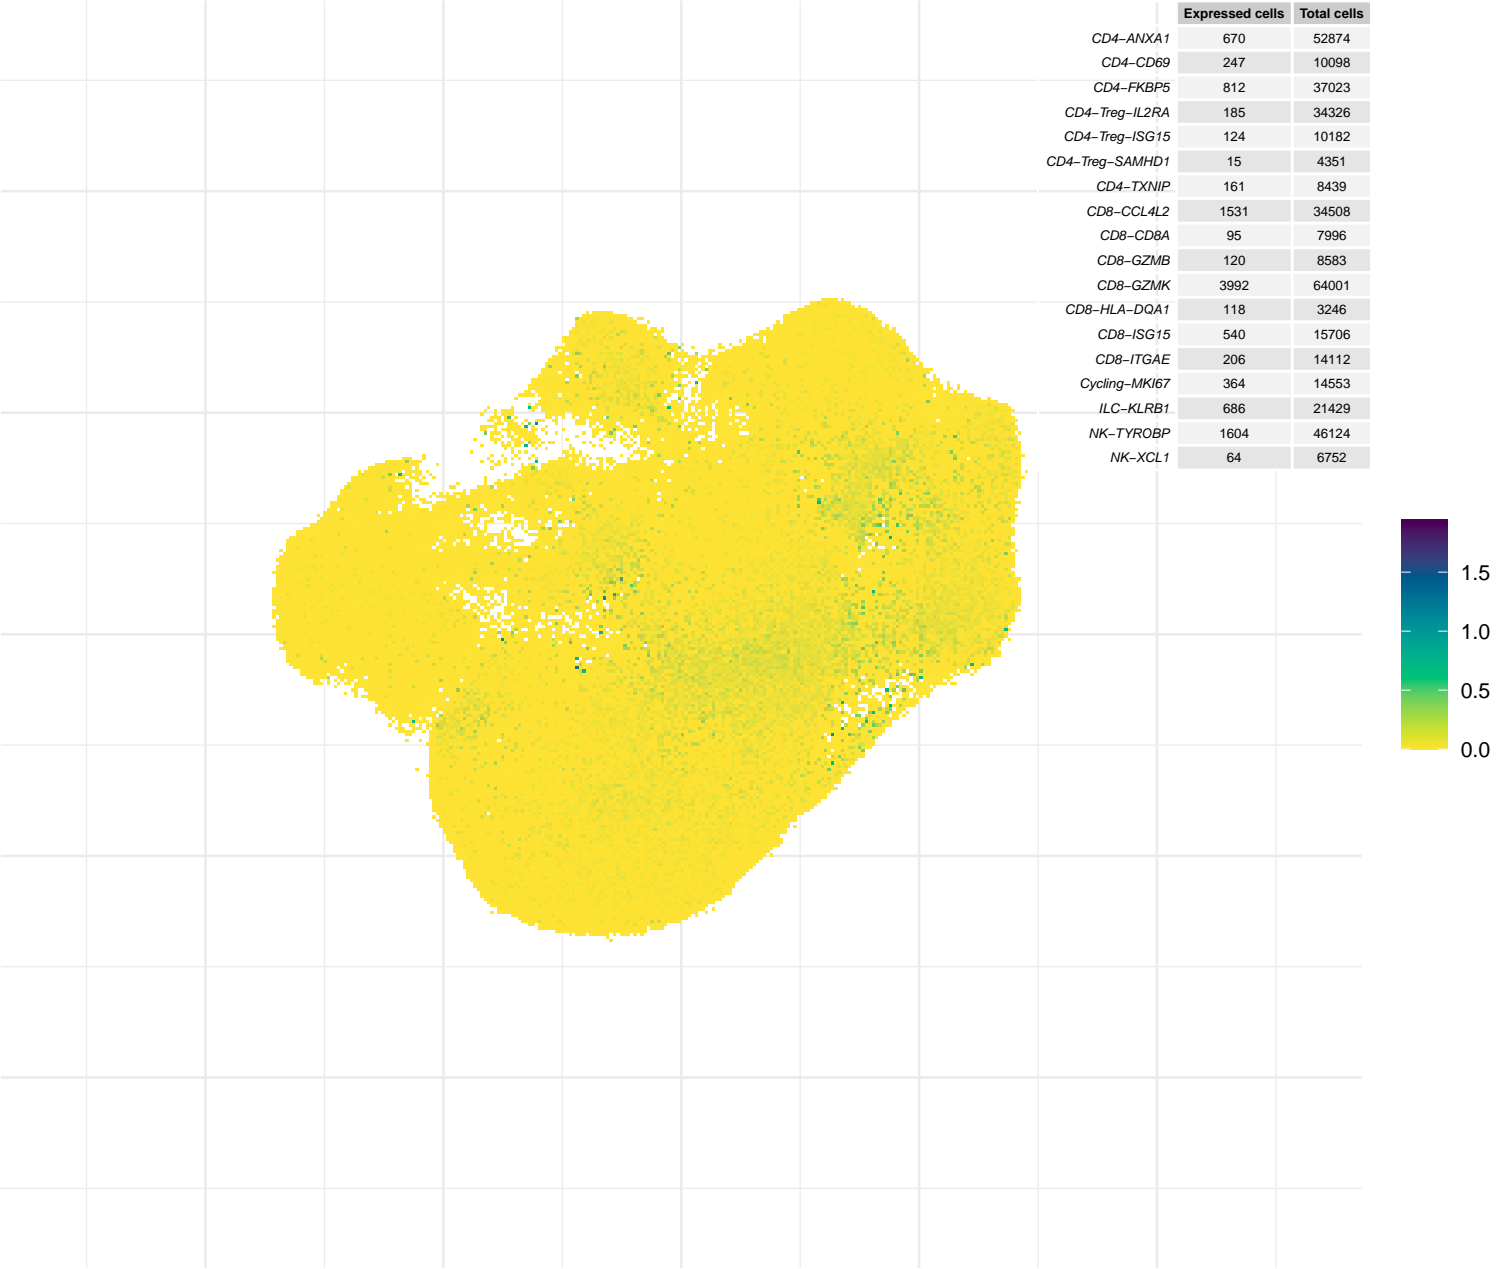 Expressed cells Total cells
CD4−ANXA1 670 52874
CD4−CD69 247 10098
CD4−FKBP5 812 37023
CD4−Treg−IL2RA 185 34326
CD4−Treg−ISG15 124 10182
CD4−Treg−SAMHD1 15 4351
CD4−TXNIP 161 8439
CD8−CCL4L2 1531 34508
CD8−CD8A 95 7996
CD8−GZMB 120 8583
CD8−GZMK 3992 64001
CD8−HLA−DQA1 118 3246
CD8−ISG15 540 15706
CD8−ITGAE 206 14112
Cycling−MKI67 364 14553
ILC−KLRB1 686 21429
NK−TYROBP 1604 46124
NK−XCL1 64 6752
1.5
1.0
0.5
0.0